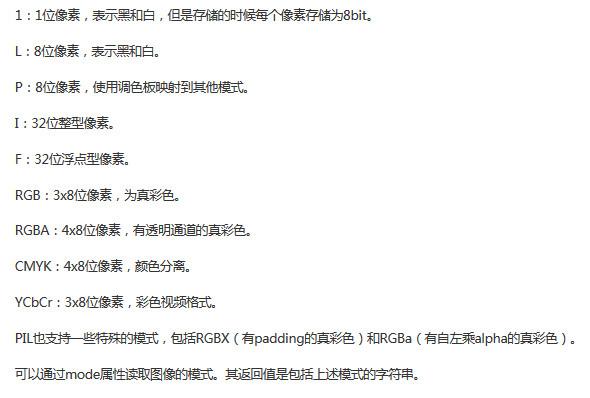 1：1位像素，表示黑和白，但是存储的时候每个像素存储为8bit。
L：8位像素，表示黑和白。
P：8位像素，使用调色板映射到其他模式。
I：32位整型像素。
F：32位浮点型像素。
RGB：3x8位像素，为真彩色。
RGBA：4x8位像素，有透明通道的真彩色。
CMYK：4x8位像素，颜色分离。
YCbCr：3x8位像素，彩色视频格式。
PIL也支持一些特殊的模式，包括RGBX（有padding的真彩色）和RGBa（有自左乘alpha的真彩色）。
可以通过mode属性读取图像的模式。其返回值是包括上述模式的字符串。